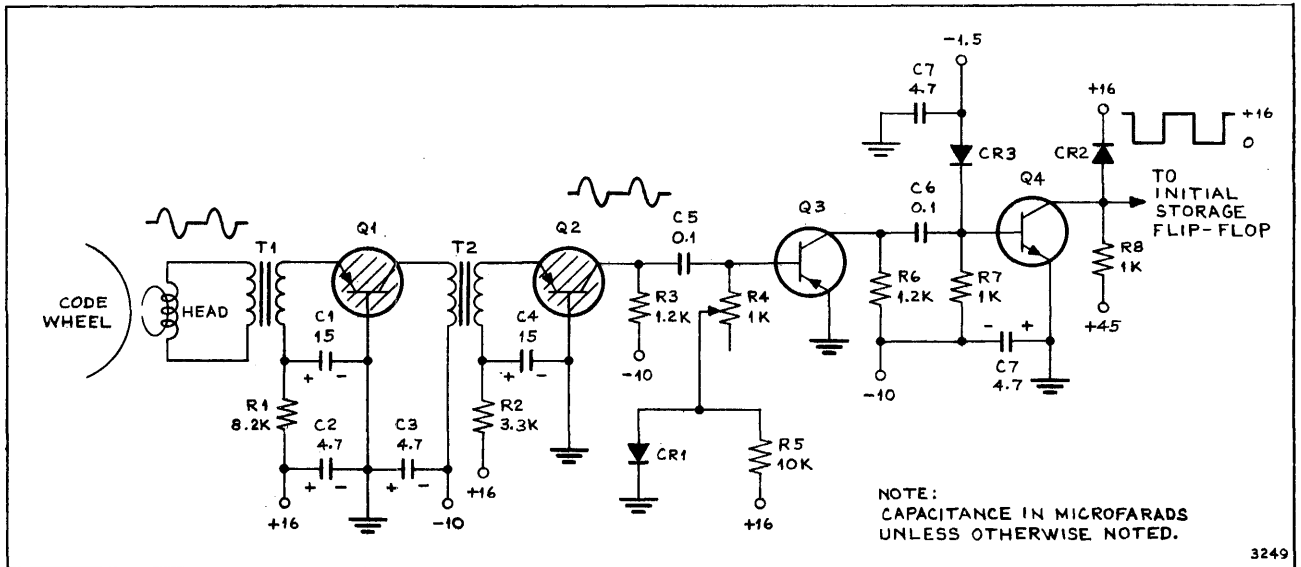 -1.5
C7
4.7
+16
+16
0
CR3
CR2
Q4
TO
INITIAL
STORAGE
FLIP-FLOP
C6
0.1
Q3
Q2
C5
0.1
Q1
T1
T2
CODE
WHEEL
HEAD
C1
15
+ -
C4
15
+ -
R3
1.2K
-10
R4
1K
R6
1.2K
R7
1K
R8
1K
+45
- +
C7
4.7
-10
R1
8.2K
C2
4.7
+ -
C3
4.7
+ -
R2
3.3K
+16
+16
-10
CR1
R5
10K
+16
NOTE:
CAPACITANCE IN MICROFARADS
UNLESS OTHERWISE NOTED.
3249